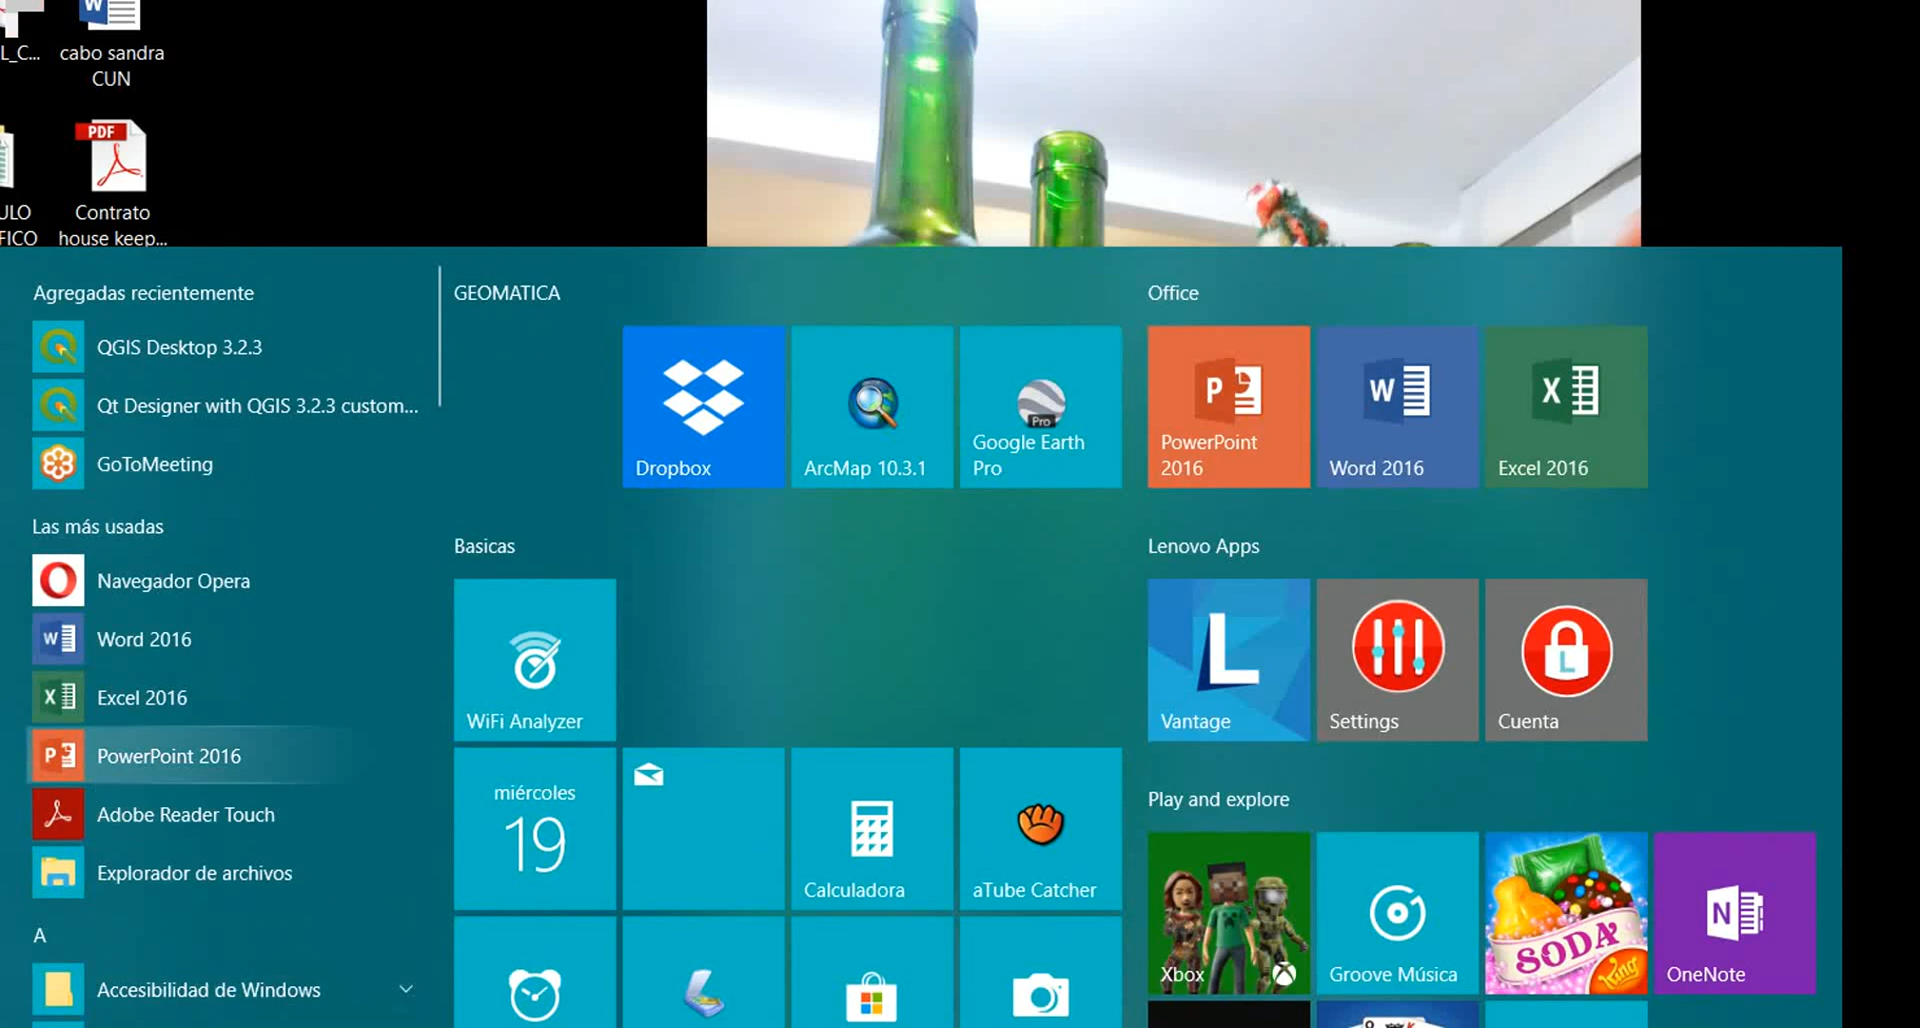 L_C...
cabo sandra
CUN
PDF
ULO
FICO
Contrato
house keep...
Agregadas recientemente
QGIS Desktop 3.2.3
Qt Designer with QGIS 3.2.3 custom...
GoToMeeting
Las más usadas
Navegador Opera
Word 2016
Excel 2016
PowerPoint 2016
Adobe Reader Touch
Explorador de archivos
A
Accesibilidad de Windows
GEOMATICA
Dropbox
ArcMap 10.3.1
Pro
Google Earth
Pro
Basicas
WiFi Analyzer
miércoles
19
Calculadora
aTube Catcher
Office
PowerPoint
2016
Word 2016
Excel 2016
Lenovo Apps
Vantage
Settings
L
Cuenta
Play and explore
Xbox
Groove Música
SODA
King
OneNote